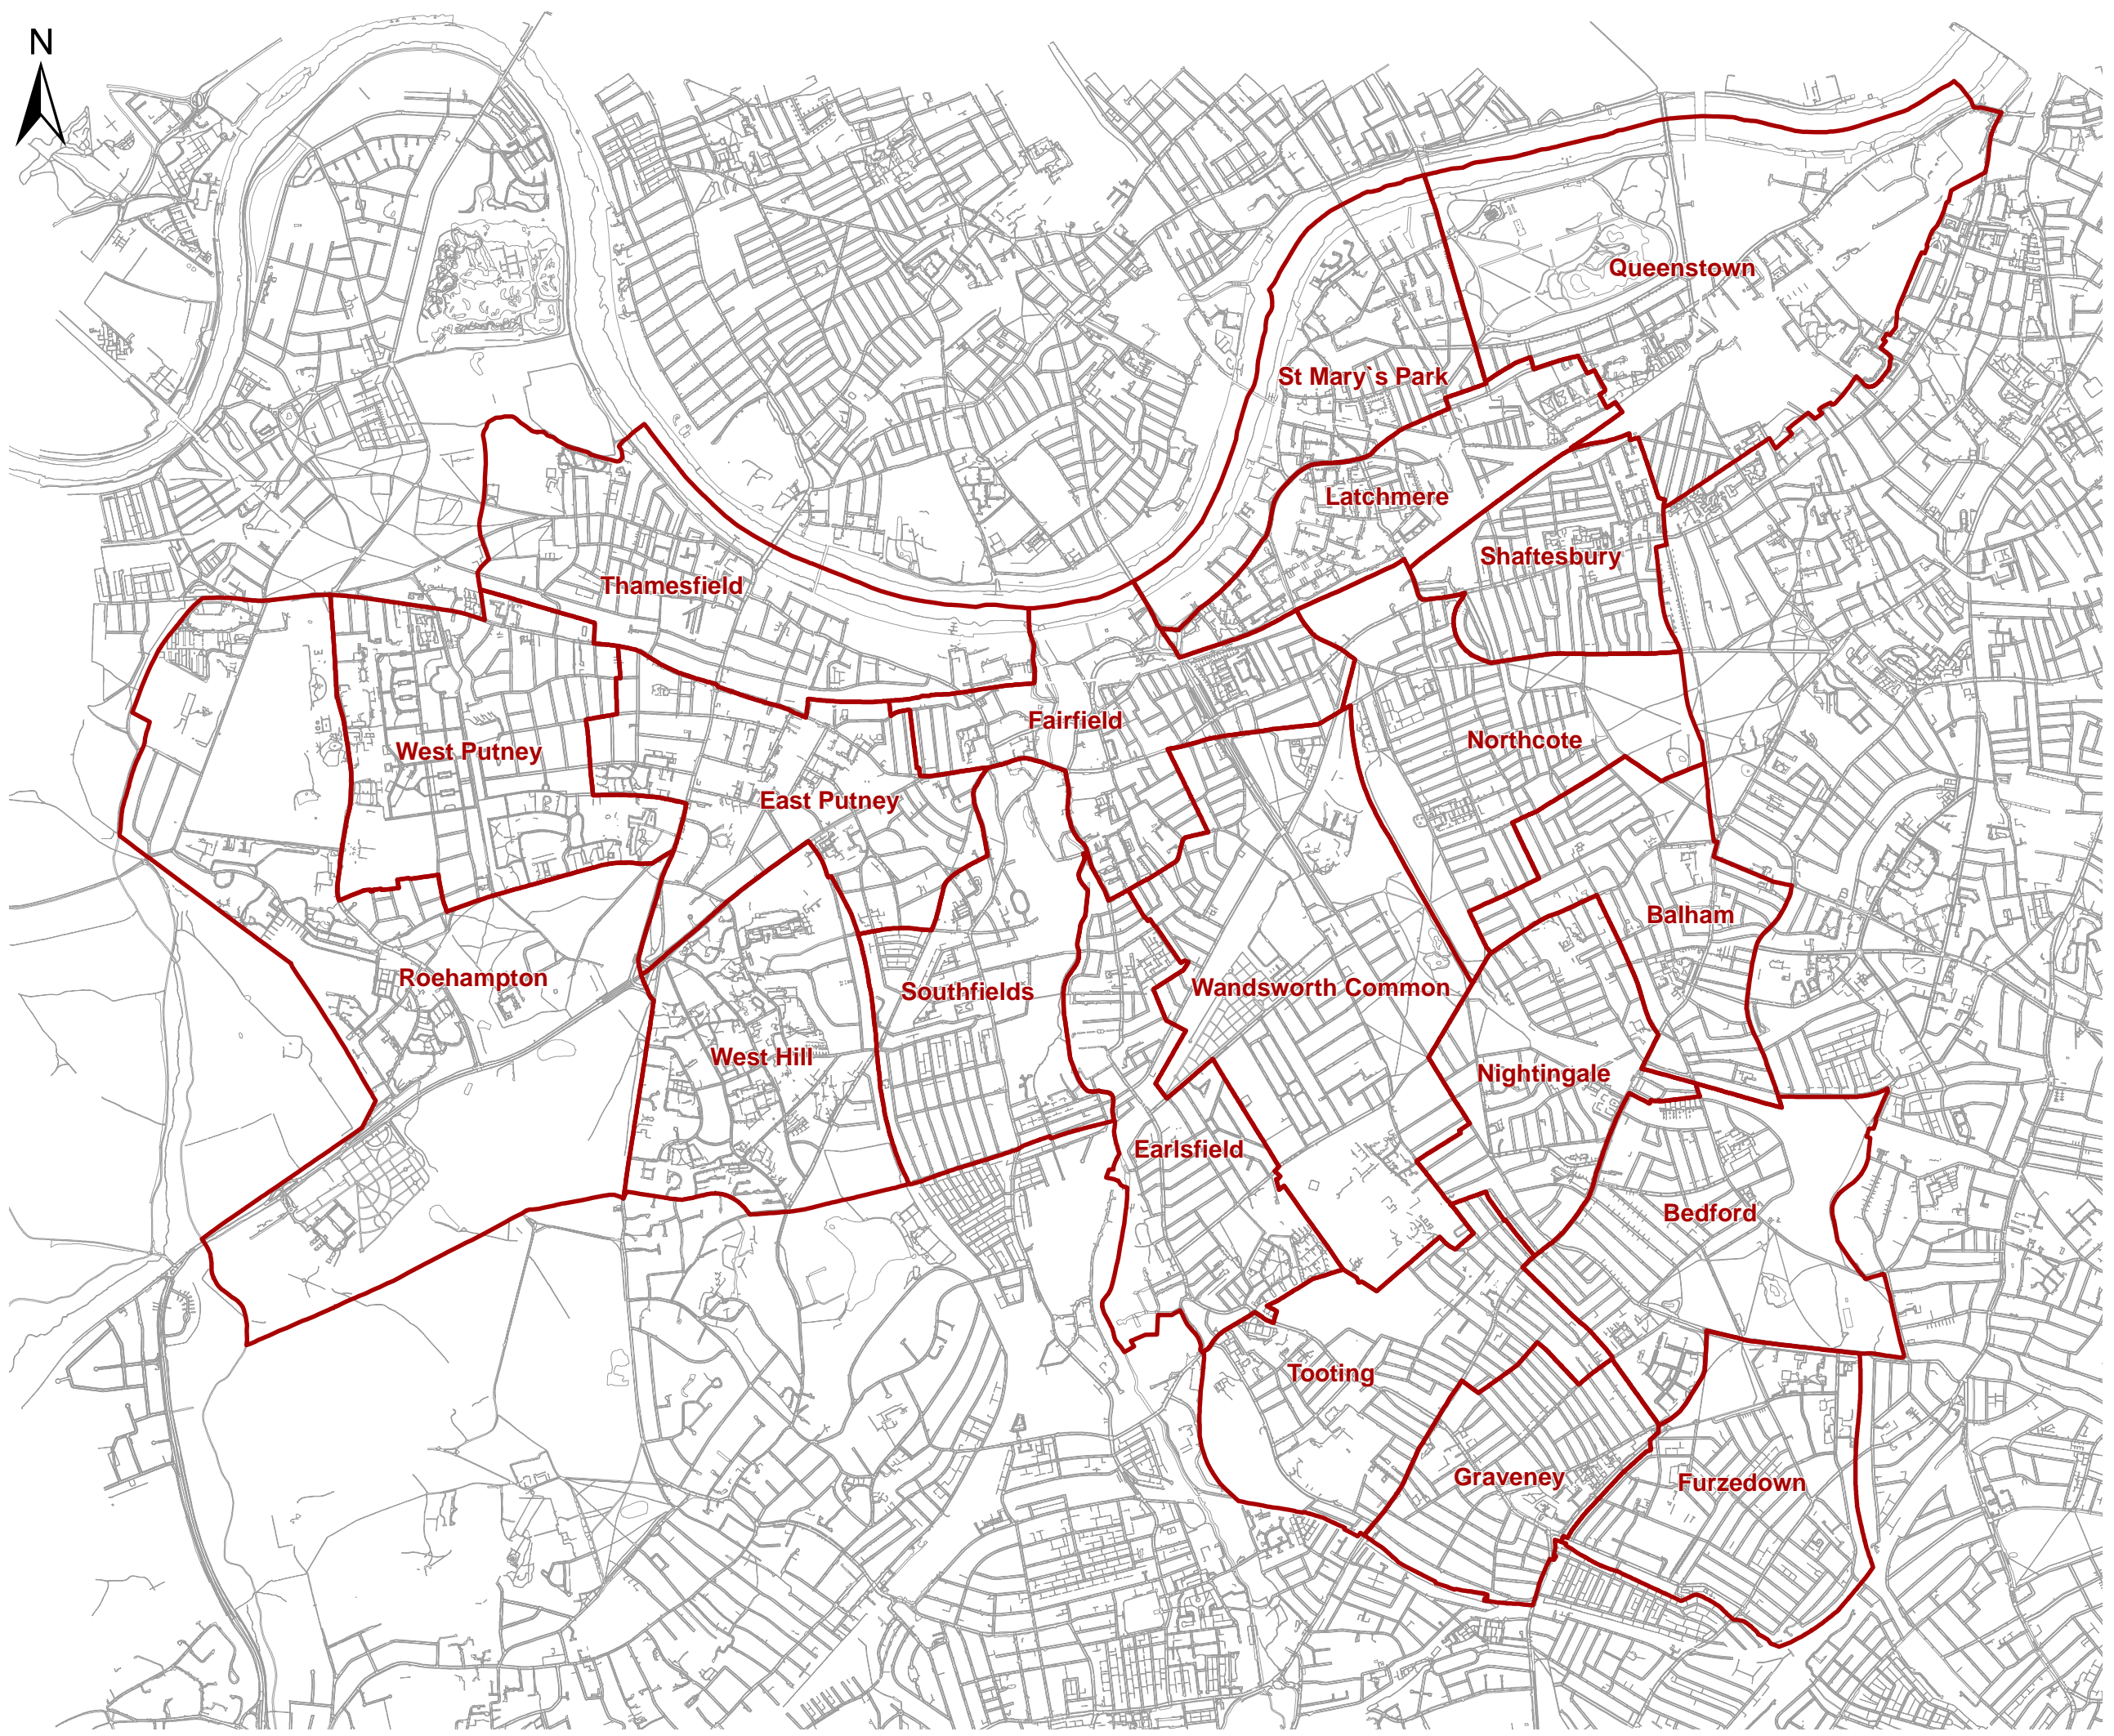 N
Queenstown
St Mary`s Park
Latchmere
Shaftesbury
Thamesfield
Fairfield
Northcote
West Putney
East Putney
Balham
Roehampton
Southfields
Wandsworth Common
West Hill
Nightingale
Earlsfield
Bedford
Tooting
Graveney
Furzedown